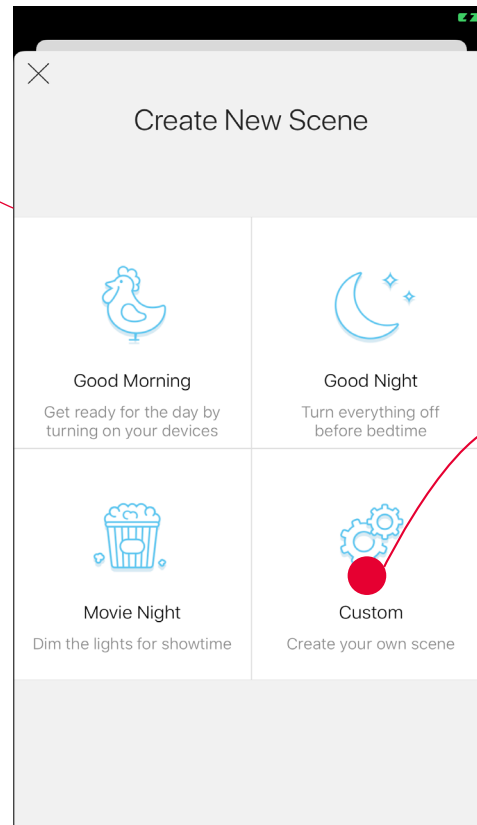 Create New Scene
Good Morning
Get ready for the day by
turning on your devices
Good Night
Turn everything off
before bedtime
Movie Night
Dim the lights for showtime
Custom
Create your own scene